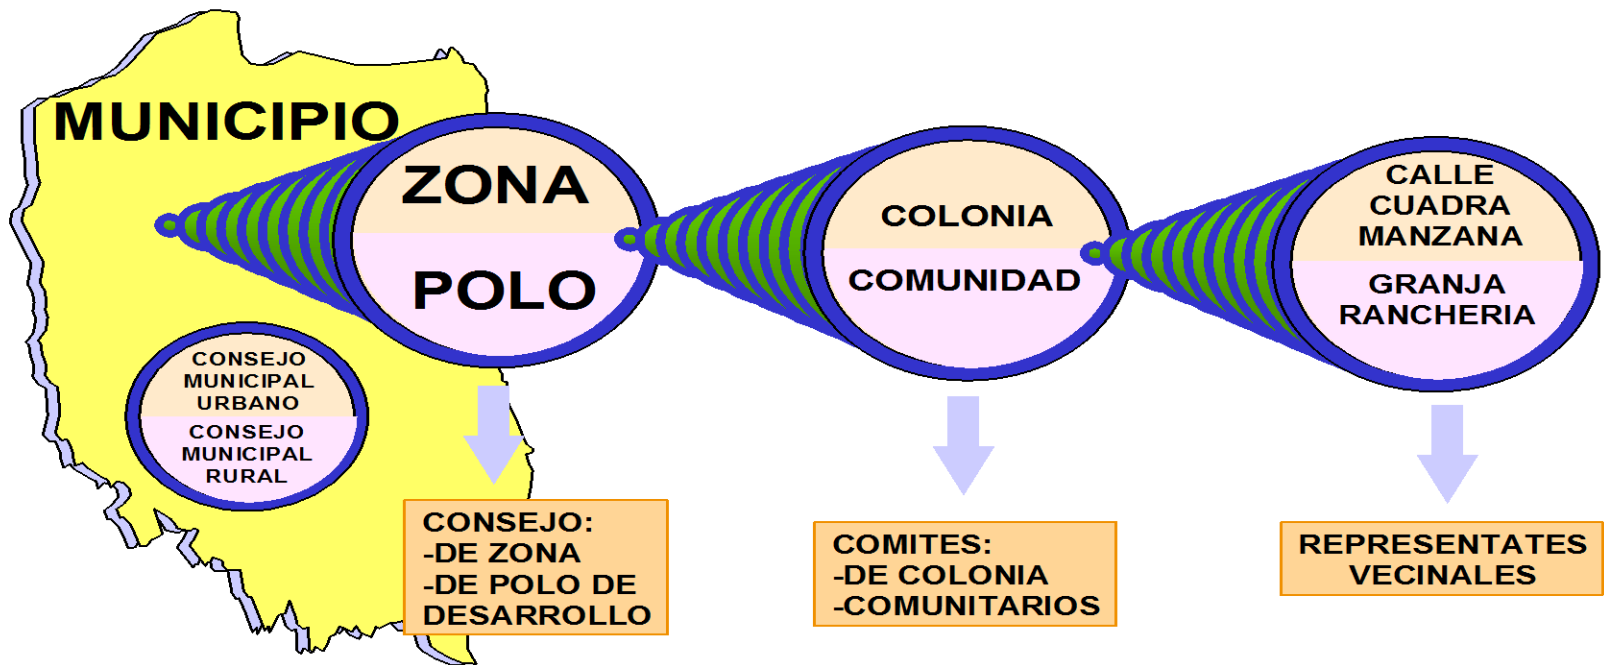 MUNICIPIO
ZONA
POLO
CONSEJO
MUNICIPAL
URBANO
CONSEJO
MUNICIPAL
RURAL
CONSEJO:
-DE ZONA
-DE POLO DE
DESARROLLO
COLONIA
COMUNIDAD
COMITES:
-DE COLONIA
-COMUNITARIOS
CALLE
CUADRA
MANZANA
GRANJA
RANCHERIA
REPRESENTATES
VECINALES